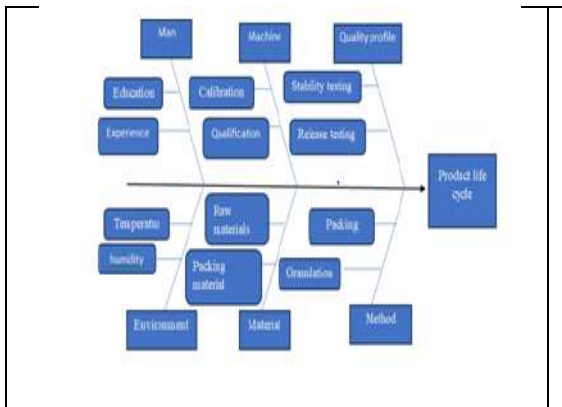 Man
Machine
Quality profile
Education
Calibration
Stability testing
Experience
Qualification
Release testing
Product life
cycle
Temperatu
Raw
materials
Packing
humidity
Packing
material
Granulation
Environment
Material
Method